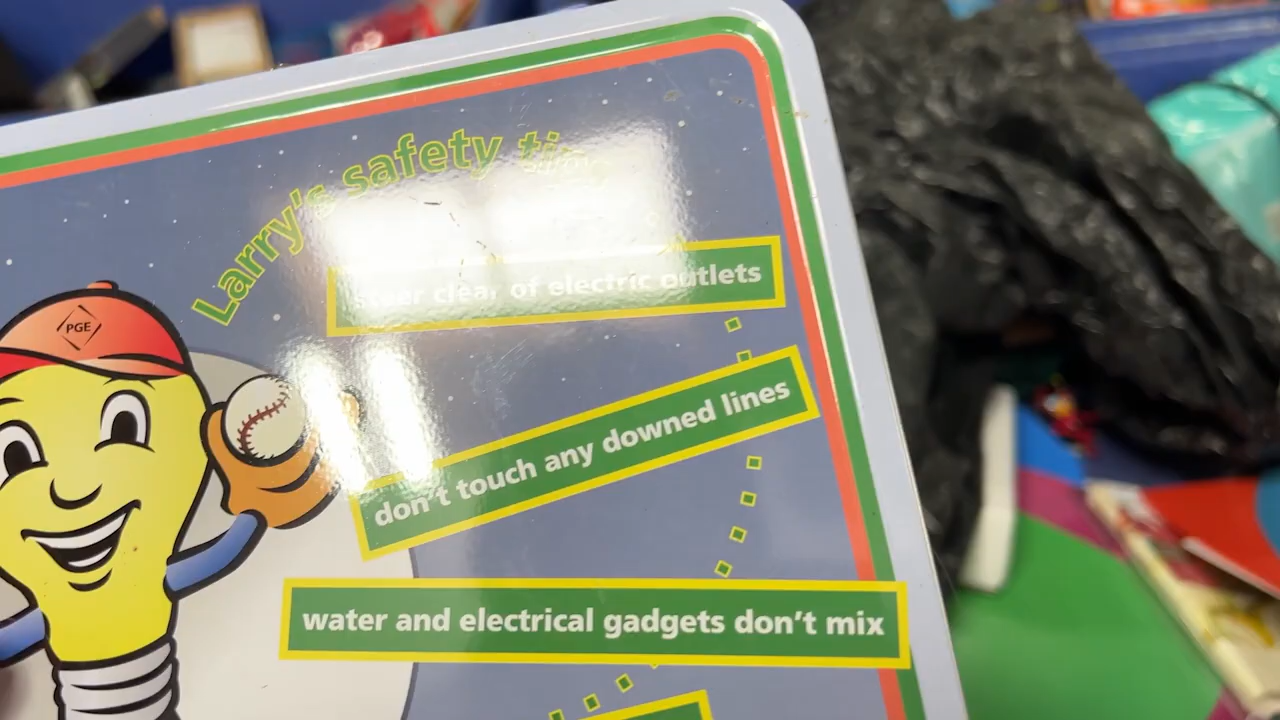 Larry's safety
PGE
clear of electric outlets
don't touch any downed lines
water and electrical gadgets don't mix